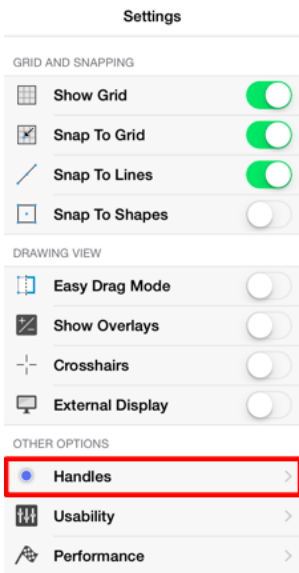 Settings
GRID AND SNAPPING
Show Grid
Snap To Grid
Snap To Lines
Snap To Shapes
DRAWING VIEW
Easy Drag Mode
Show Overlays
Crosshairs
External Display
OTHER OPTIONS
Handles
Usability
Performance